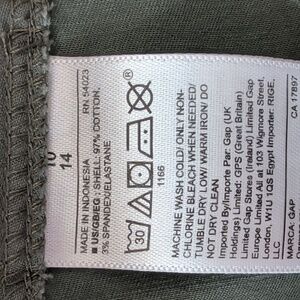 10
14
MADE IN INDONESIA RN. 54023
US/GB/EG / SHELL: 97% COTTON,
3% SPANDEX/ELASTANE
30
1166
MACHINE WASH COLD/ ONLY NON-
CHLORINE BLEACH WHEN NEEDED/
TUMBLE DRY LOW/ WARM IRON/ DO
NOT DRY CLEAN
Imported By/Importe Par: Gap (UK
Holdings) Limited: GPS (Great Britain)
Limited Gap Stores (Ireland) Limited Gap
Europe Limited All at 103 Wigmore Street,
London, W1U 1QS Egypt Importer: RIGE,
LLC
MARCA: GAP
CA 17897